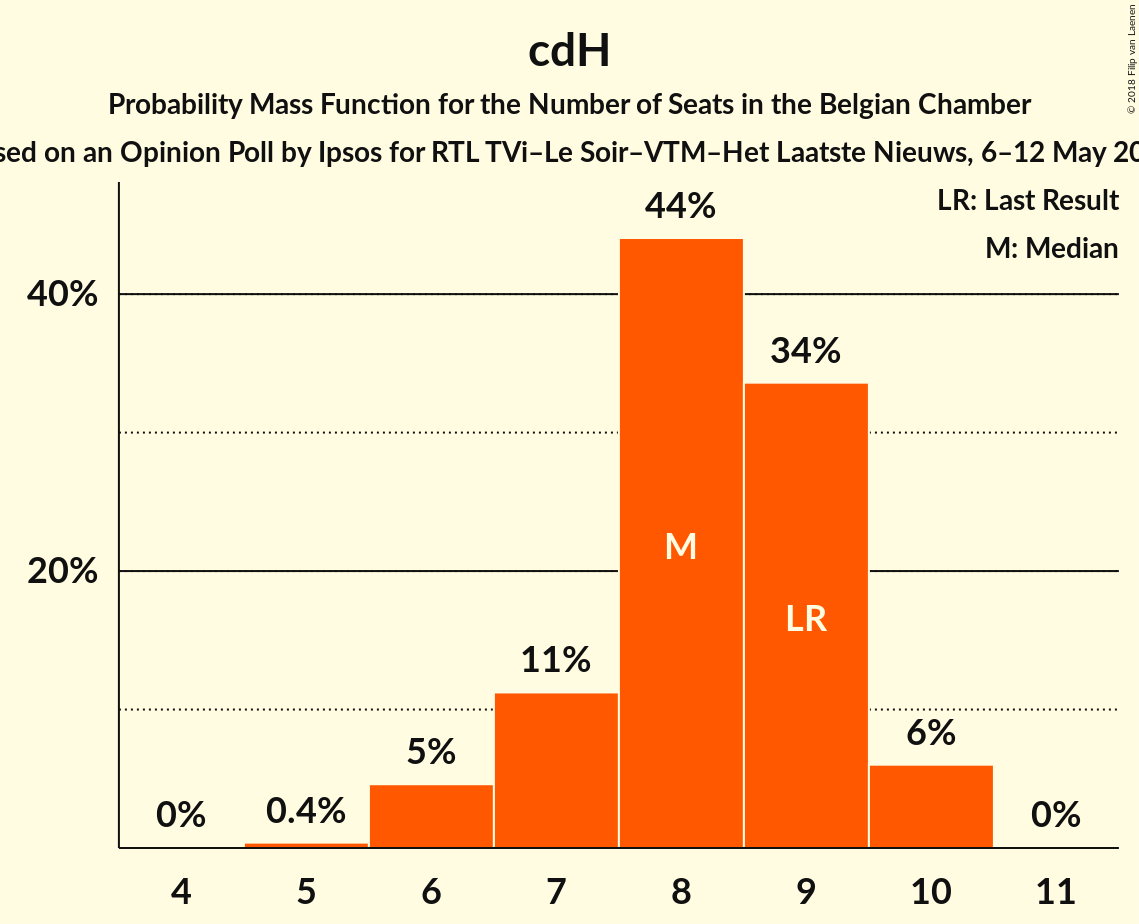 cdH
Probability Mass Function for the Number of Seats in the Belgian Chamber
on an Opinion Poll by Ipsos for RTL TVi–Le Soir–VTM–Het Laatste Nieuws, 6–12 May
© 2018 Filip van Laenen
LR: Last Result
M: Median
44%
40%
34%
M
20%
LR
11%
6%
5%
0%
0.4%
0%
4 5 6 7 8 9 10 11